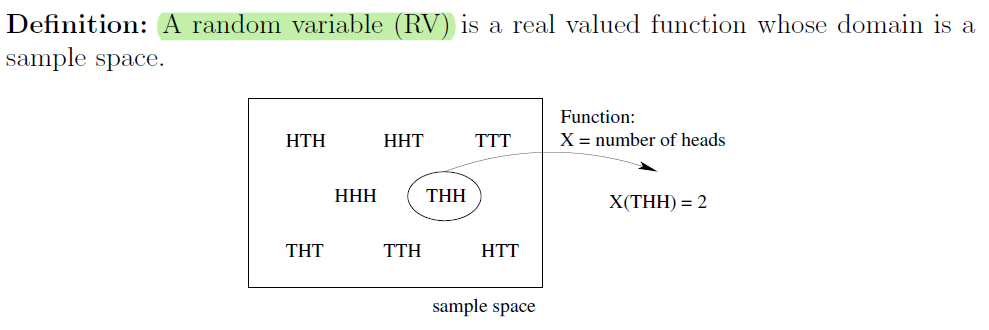 Definition: A random variable (RV) is a real valued function whose domain is a
sample space.
Function:
HTH HHT TTT X = number of heads
HHH THH X(THH) = 2
THT TTH HTT
sample space